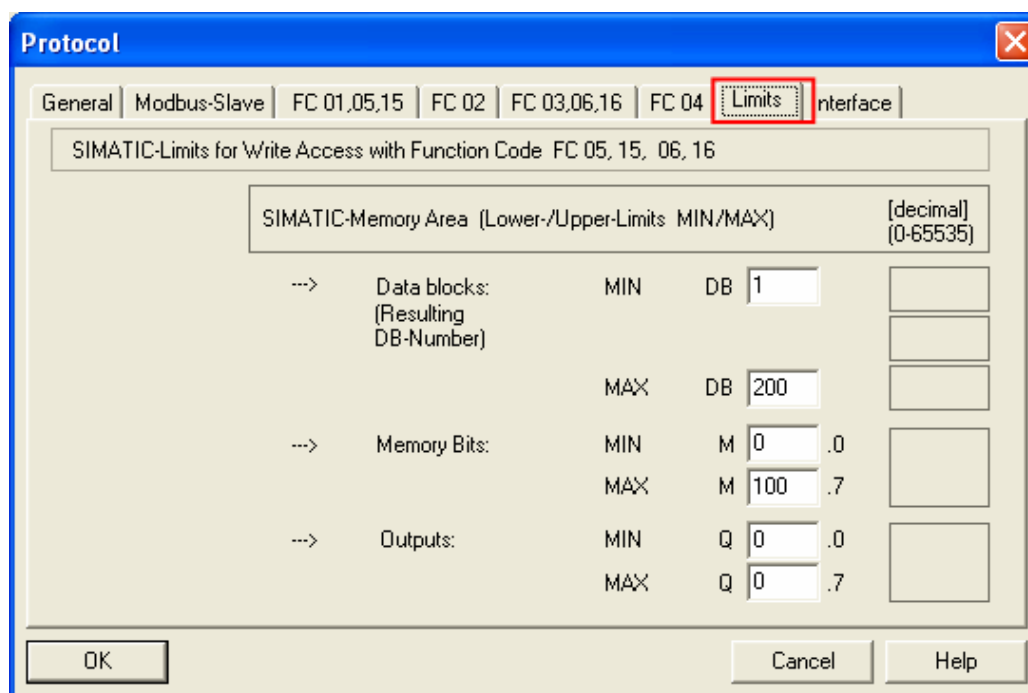 Protocol
General Modbus-Slave FC 01,05,15 FC 02 FC 03,06,16 FC 04 Limits nterface
SIMATIC-Limits for Write Access with Function Code FC 05, 15, 06, 16
SIMATIC-Memory Area (Lower-/Upper-Limits MIN/MAX) [decimal]
(0-65535)
---> Data blocks: MIN DB 1
(Resulting
DB-Number)
MAX DB 200
---> Memory Bits: MIN M 0 .0
MAX M 100 .7
---> Outputs: MIN Q 0 .0
MAX Q 0 .7
OK Cancel Help